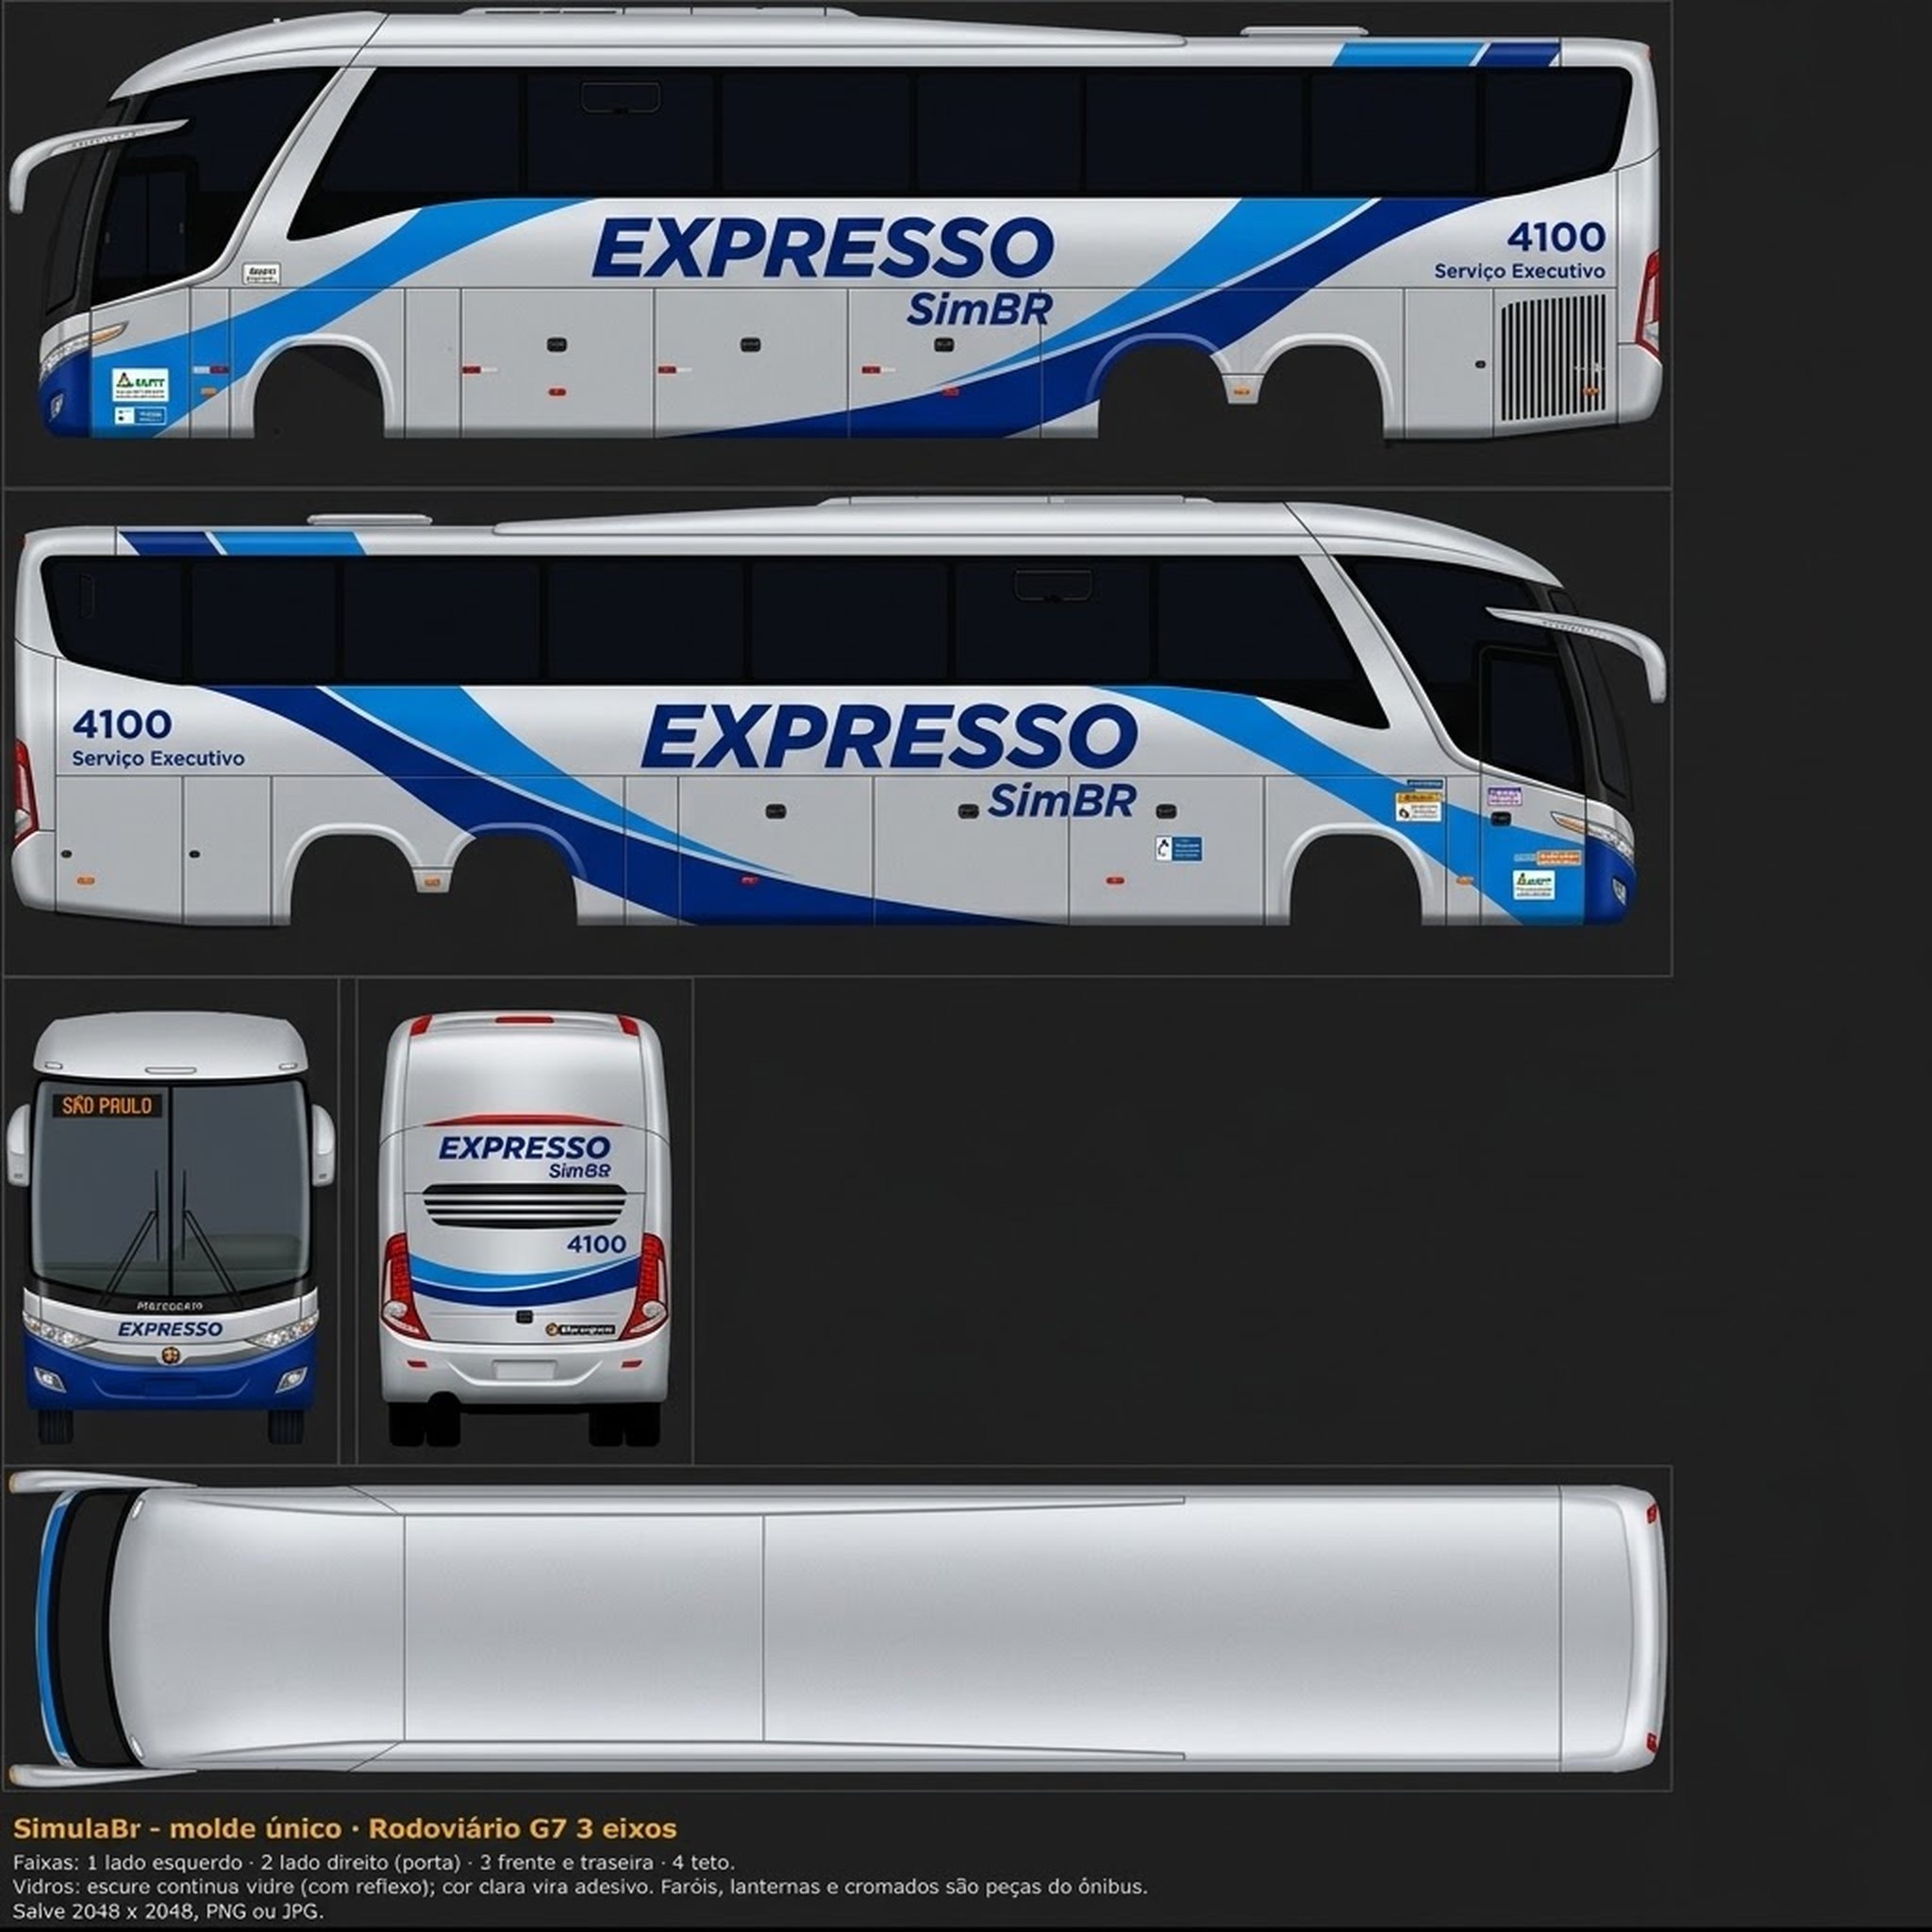 EXPRESSO
SimBR
4100
Serviço Executivo
4100
Serviço Executivo
EXPRESSO
SimBR
SÃO PAULO
EXPRESSO
EXPRESSO
4100
SimulaBr - molde único · Rodoviário G7 3 eixos
Faixas: 1 lado esquerdo · 2 lado direito (porta) · 3 frente e traseira · 4 teto.
Vidros: escure continua vidre (com reflexo); cor clara vira adesivo. Faróis, lanternas e cromados são peças do ônibus.
Salve 2048 x 2048, PNG ou JPG.